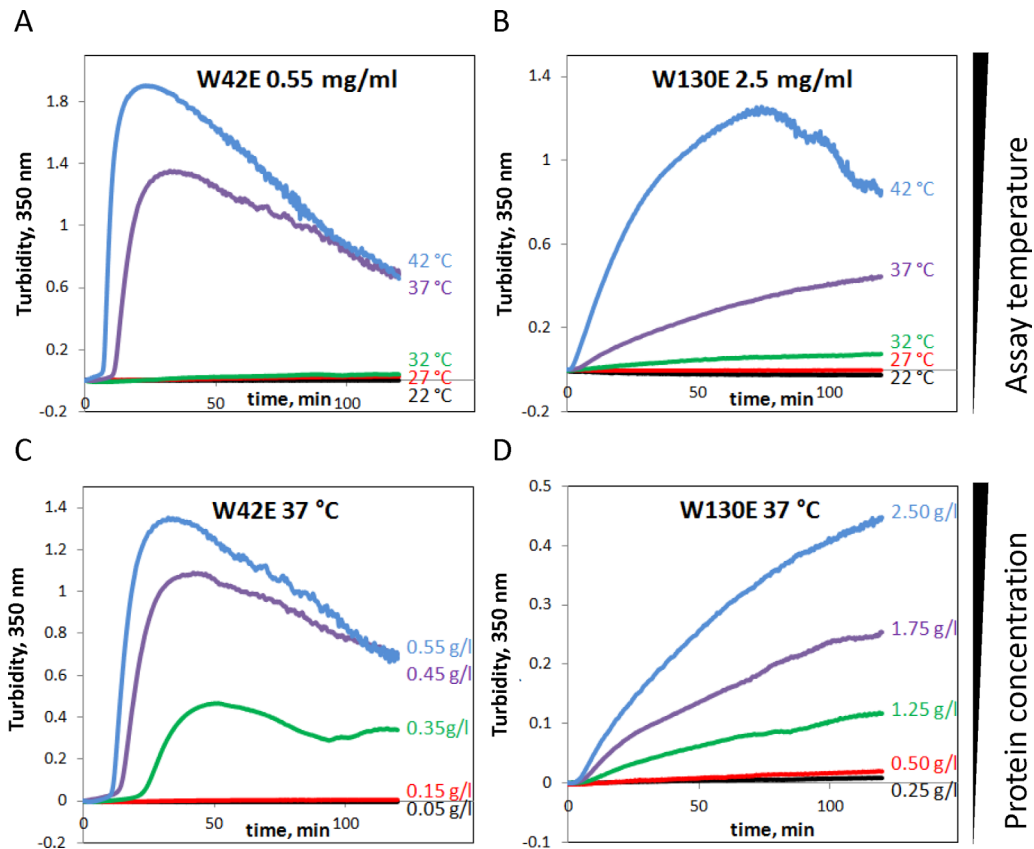 A
W42E 0.55 mg/ml
Turbidity, 350 nm
1.8
1.4
1
0.6
0.2
-0.2
0
50
100
time, min
42 °C
37 °C
32 °C
27 °C
22 °C
B
W130E 2.5 mg/ml
Turbidity, 350 nm
1.4
1
0.6
0.2
-0.2
0
50
100
time, min
42 °C
37 °C
32 °C
27 °C
22 °C
Assay temperature
C
W42E 37 °C
Turbidity, 350 nm
1.4
1.2
1
0.8
0.6
0.4
0.2
0
-0.2
0
50
100
time, min
0.55 g/l
0.45 g/l
0.35g/l
0.15 g/l
0.05 g/l
D
W130E 37 °C
Turbidity, 350 nm
0.5
0.4
0.3
0.2
0.1
0
-0.1
0
50
100
time, min
2.50 g/l
1.75 g/l
1.25 g/l
0.50 g/l
0.25 g/l
Protein concentration